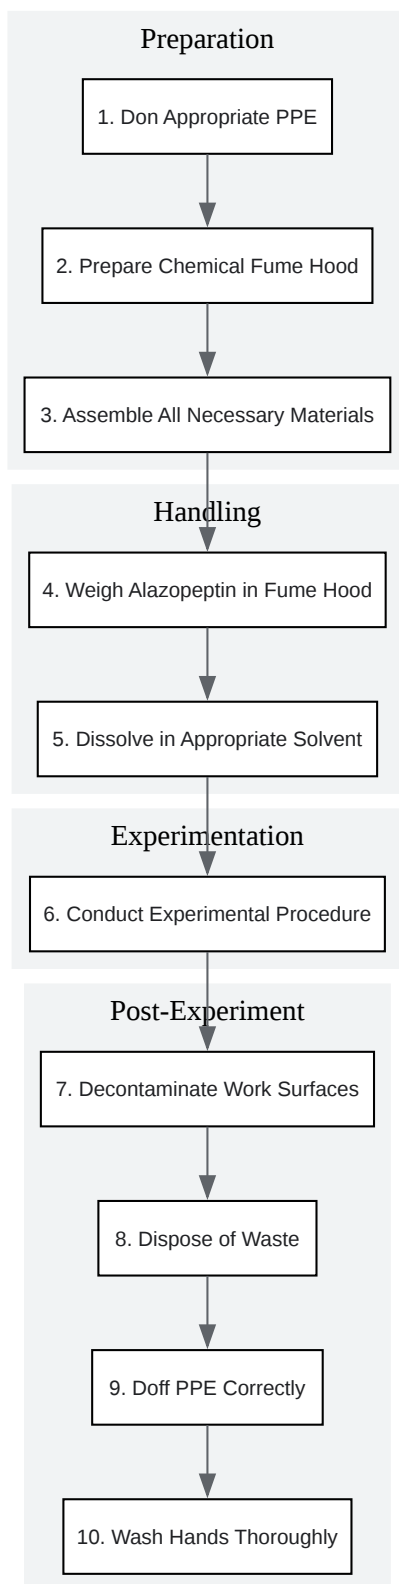 Preparation
1. Don Appropriate PPE
2. Prepare Chemical Fume Hood
3. Assemble All Necessary Materials
Handling
4. Weigh Alazopeptin in Fume Hood
5. Dissolve in Appropriate Solvent
Experimentation
6. Conduct Experimental Procedure
Post-Experiment
7. Decontaminate Work Surfaces
8. Dispose of Waste
9. Doff PPE Correctly
10. Wash Hands Thoroughly